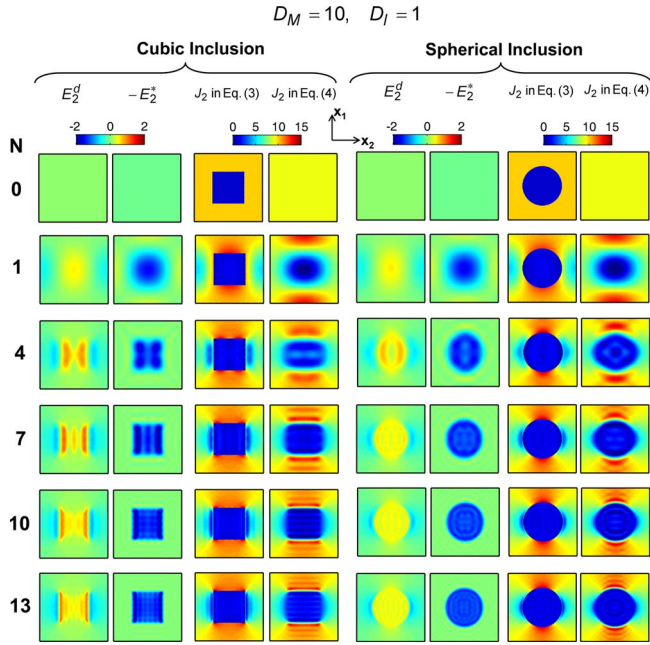 D_M = 10, D_I = 1
Cubic Inclusion Spherical Inclusion
E_2^d −E_2^* J_2 in Eq. (3) J_2 in Eq. (4) E_2^d −E_2^* J_2 in Eq. (3) J_2 in Eq. (4)
x_1
-2 0 2 0 5 10 15 x_2 -2 0 2 0 5 10 15
N
0
1
4
7
10
13